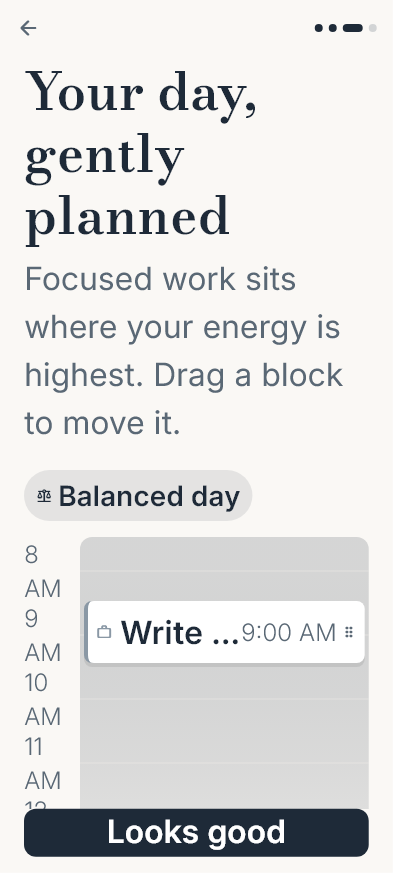 Your day,
gently
planned
Focused work sits
where your energy is
highest. Drag a block
to move it.
Balanced day
8
AM
9
AM
Write ...9:00 AM
10
AM
11
AM
12
Looks good